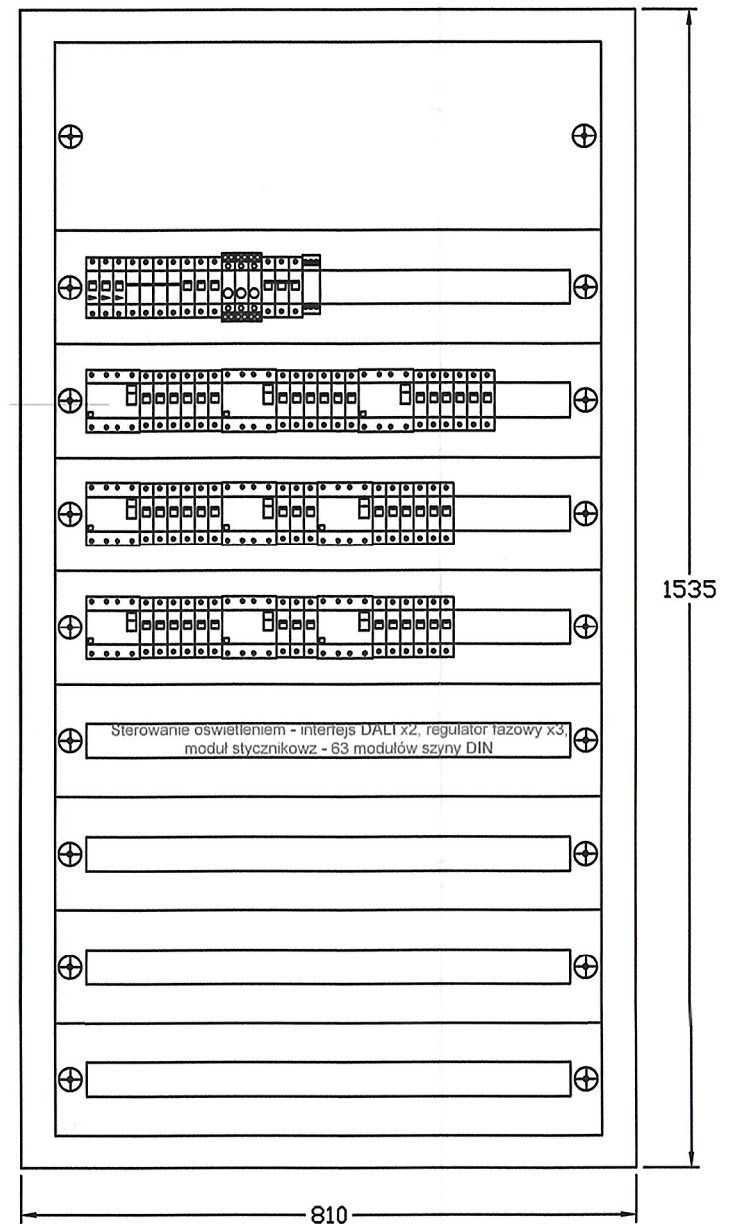 1535
Sterowanie oświetleniem - interfejs DALI x2, regulator fazowy x3,
moduł stycznikowz - 63 modułów szyny DIN
810